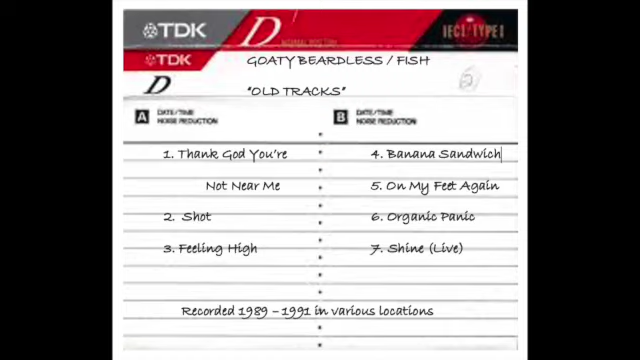 TDK D IEC I / TYPE I
TDK GOATY BEARDLESS / FISH
D "OLD TRACKS" 2
A DATE/TIME NOISE REDUCTION B DATE/TIME NOISE REDUCTION
1. Thank God You're
Not Near Me
2. Shot
3. Feeling High
4. Banana Sandwich
5. On My Feet Again
6. Organic Panic
7. Shine (Live)
Recorded 1989 – 1991 in various locations